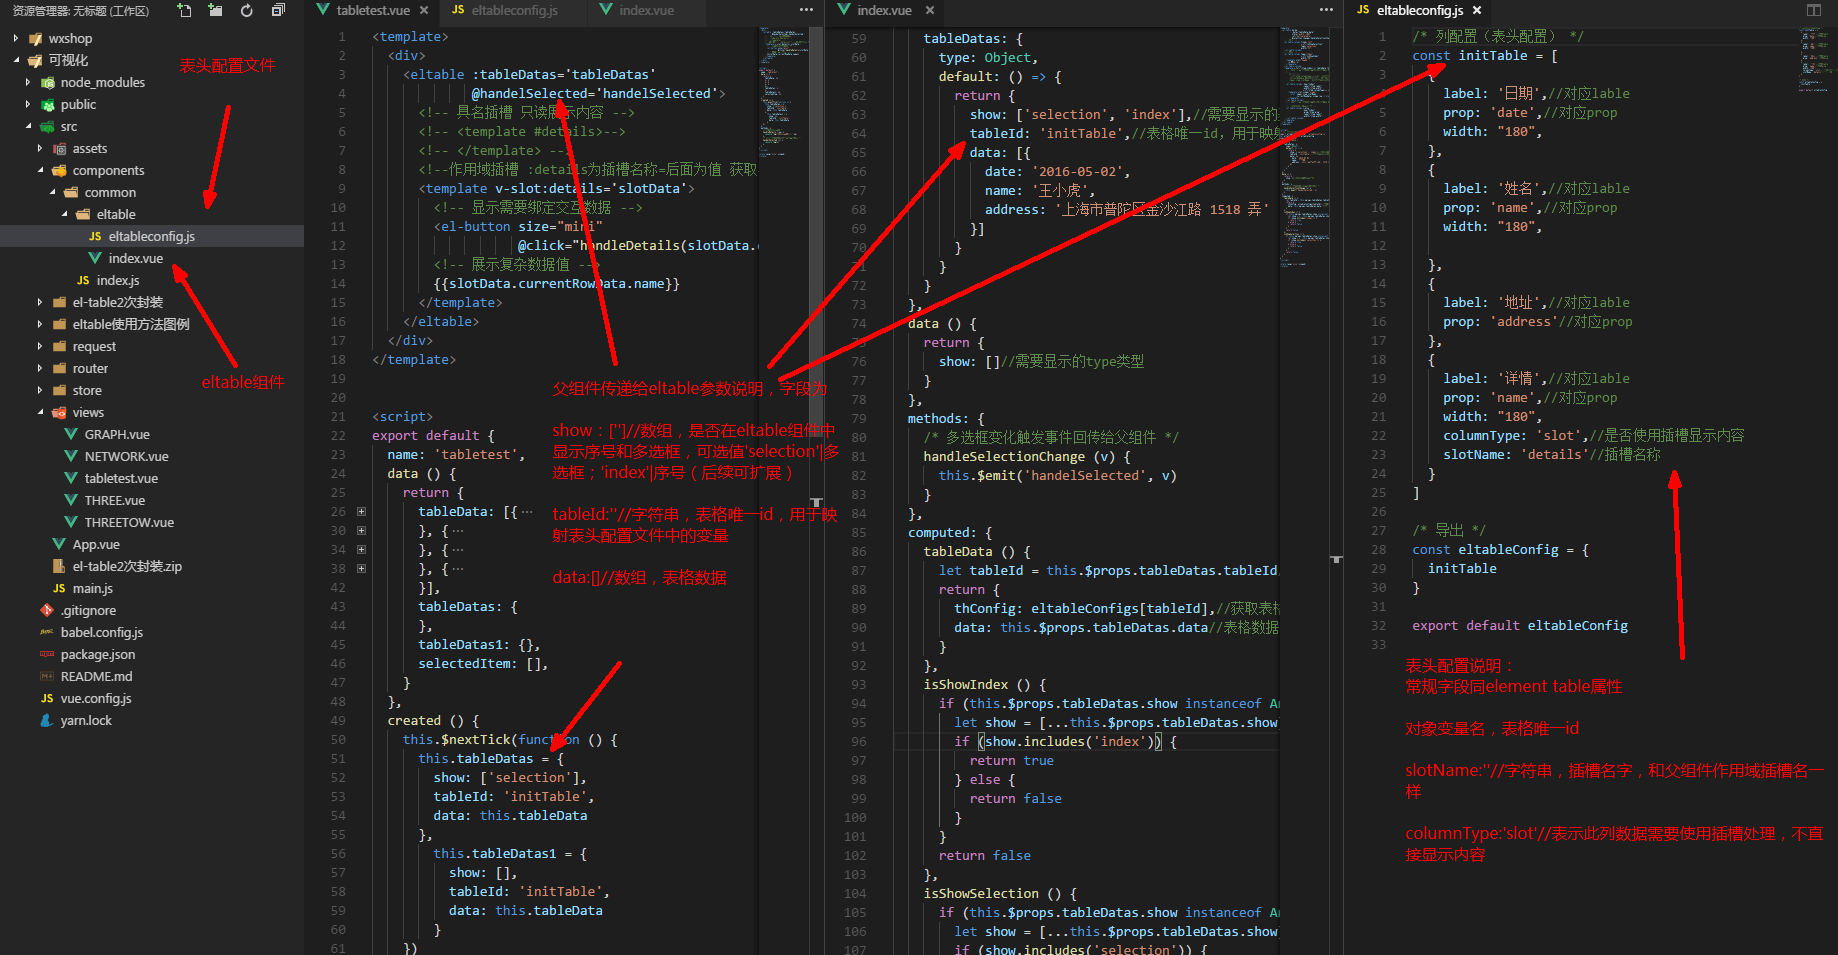 资源管理器: 无标题 (工作区)
wxshop
可视化
node_modules
public
src
assets
components
common
eltable
eltableconfig.js
index.vue
index.js
el-table2次封装
eltable使用方法图例
request
router
store
views
GRAPH.vue
NETWORK.vue
tabletest.vue
THREE.vue
THREETOW.vue
App.vue
el-table2次封装.zip
main.js
.gitignore
babel.config.js
package.json
README.md
vue.config.js
yarn.lock
表头配置文件
eltable组件
tabletest.vue
eltableconfig.js
index.vue
1 <template>
2 <div>
3 <eltable :tableDatas='tableDatas'
4 @handelSelected='handelSelected'>
5 <!-- 具名插槽 只读展示内容 -->
6 <!-- <template #details>-->
7 <!-- </template> -->
8 <!--作用域插槽 :details为插槽名称=后面为值 获取
9 <template v-slot:details='slotData'>
10 <!-- 显示需要绑定交互数据 -->
11 <el-button size="mini"
12 @click="handleDetails(slotData.
13 <!-- 展示复杂数据值 -->
14 {{slotData.currentRowData.name}}
15 </template>
16 </eltable>
17 </div>
18 </template>
19
20
21 <script>
22 export default {
23 name: 'tabletest',
24 data () {
25 return {
26 tableData: [{ ···
30 }, { ···
34 }, { ···
38 }, { ···
42 }],
43 tableDatas: {
44 },
45 tableDatas1: {},
46 selectedItem: [],
47 }
48 },
49 created () {
50 this.$nextTick(function () {
51 this.tableDatas = {
52 show: ['selection'],
53 tableId: 'initTable',
54 data: this.tableData
55 },
56 this.tableDatas1 = {
57 show: [],
58 tableId: 'initTable',
59 data: this.tableData
60 }
61 })
父组件传递给eltable参数说明，字段为
show：['']//数组，是否在eltable组件中
显示序号和多选框，可选值'selection'|多
选框；'index'|序号（后续可扩展）
tableId:''//字符串，表格唯一id，用于映
射表头配置文件中的变量
data:[]//数组，表格数据
index.vue
59 tableDatas: {
60 type: Object,
61 default: () => {
62 return {
63 show: ['selection', 'index'],//需要显示的
64 tableId: 'initTable',//表格唯一id，用于映射
65 data: [{
66 date: '2016-05-02',
67 name: '王小虎',
68 address: '上海市普陀区金沙江路 1518 弄'
69 }]
70 }
71 }
72 }
73 },
74 data () {
75 return {
76 show: []//需要显示的type类型
77 }
78 },
79 methods: {
80 /* 多选框变化触发事件回传给父组件 */
81 handleSelectionChange (v) {
82 this.$emit('handelSelected', v)
83 }
84 },
85 computed: {
86 tableData () {
87 let tableId = this.$props.tableDatas.tableId
88 return {
89 thConfig: eltableConfigs[tableId],//获取表格
90 data: this.$props.tableDatas.data//表格数据
91 }
92 },
93 isShowIndex () {
94 if (this.$props.tableDatas.show instanceof A
95 let show = [...this.$props.tableDatas.show
96 if (show.includes('index')) {
97 return true
98 } else {
99 return false
100 }
101 }
102 return false
103 },
104 isShowSelection () {
105 if (this.$props.tableDatas.show instanceof A
106 let show = [...this.$props.tableDatas.show
107 if (show.includes('selection')) {
eltableconfig.js
1 /* 列配置（表头配置） */
2 const initTable = [
3 {
4 label: '日期',//对应lable
5 prop: 'date',//对应prop
6 width: "180",
7 },
8 {
9 label: '姓名',//对应lable
10 prop: 'name',//对应prop
11 width: "180",
12
13 },
14 {
15 label: '地址',//对应lable
16 prop: 'address'//对应prop
17 },
18 {
19 label: '详情',//对应lable
20 prop: 'name',//对应prop
21 width: "180",
22 columnType: 'slot',//是否使用插槽显示内容
23 slotName: 'details'//插槽名称
24 }
25 ]
26
27 /* 导出 */
28 const eltableConfig = {
29 initTable
30 }
31
32 export default eltableConfig
33
表头配置说明：
常规字段同element table属性
对象变量名，表格唯一id
slotName:''//字符串，插槽名字，和父组件作用域插槽名一
样
columnType:'slot'//表示此列数据需要使用插槽处理，不直
接显示内容